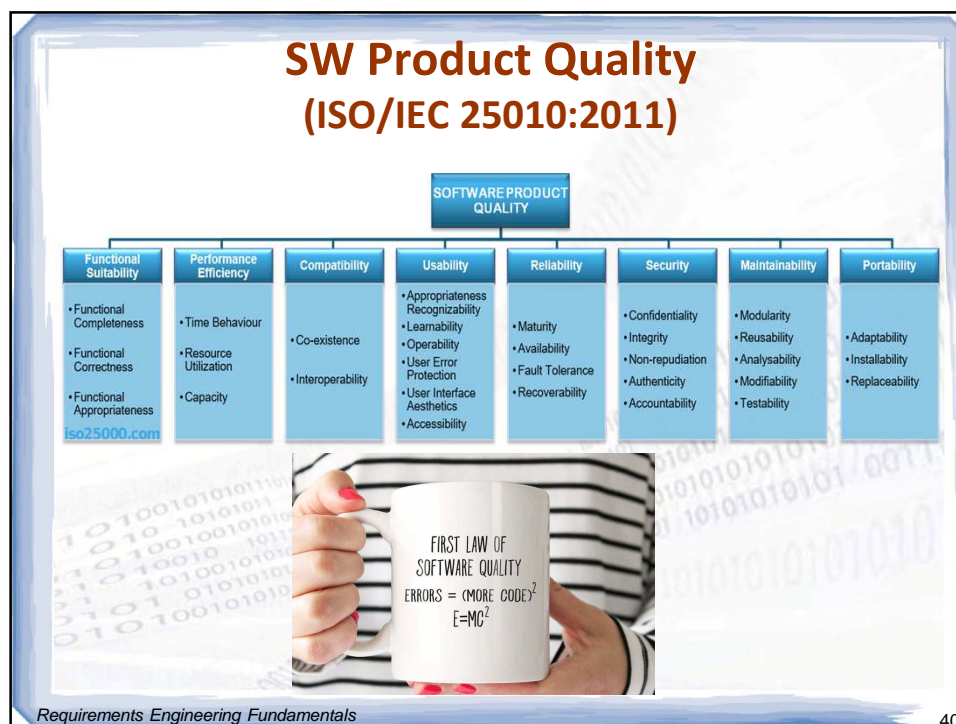 SW Product Quality
(ISO/IEC 25010:2011)
SOFTWARE PRODUCT
QUALITY
Functional
Suitability
• Functional
Completeness
• Functional
Correctness
• Functional
Appropriateness
iso25000.com
Performance
Efficiency
• Time Behaviour
• Resource
Utilization
• Capacity
Compatibility
• Co-existence
• Interoperability
Usability
• Appropriateness
Recognizability
• Learnability
• Operability
• User Error
Protection
• User Interface
Aesthetics
• Accessibility
Reliability
• Maturity
• Availability
• Fault Tolerance
• Recoverability
Security
• Confidentiality
• Integrity
• Non-repudiation
• Authenticity
• Accountability
Maintainability
• Modularity
• Reusability
• Analysability
• Modifiability
• Testability
Portability
• Adaptability
• Installability
• Replaceability
FIRST LAW OF
SOFTWARE QUALITY
ERRORS = (MORE CODE)²
E=MC²
Requirements Engineering Fundamentals